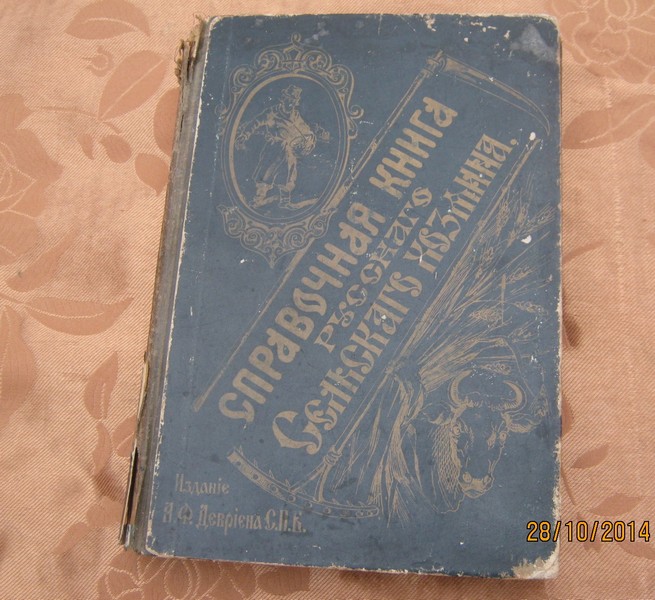 СПРАВОЧНАЯ КНИГА
РУССКАГО
СЕЛЬСКАГО ХОЗЯИНА,
Изданіе
А. Ф. Девріена С.П.Б.
28/10/2014